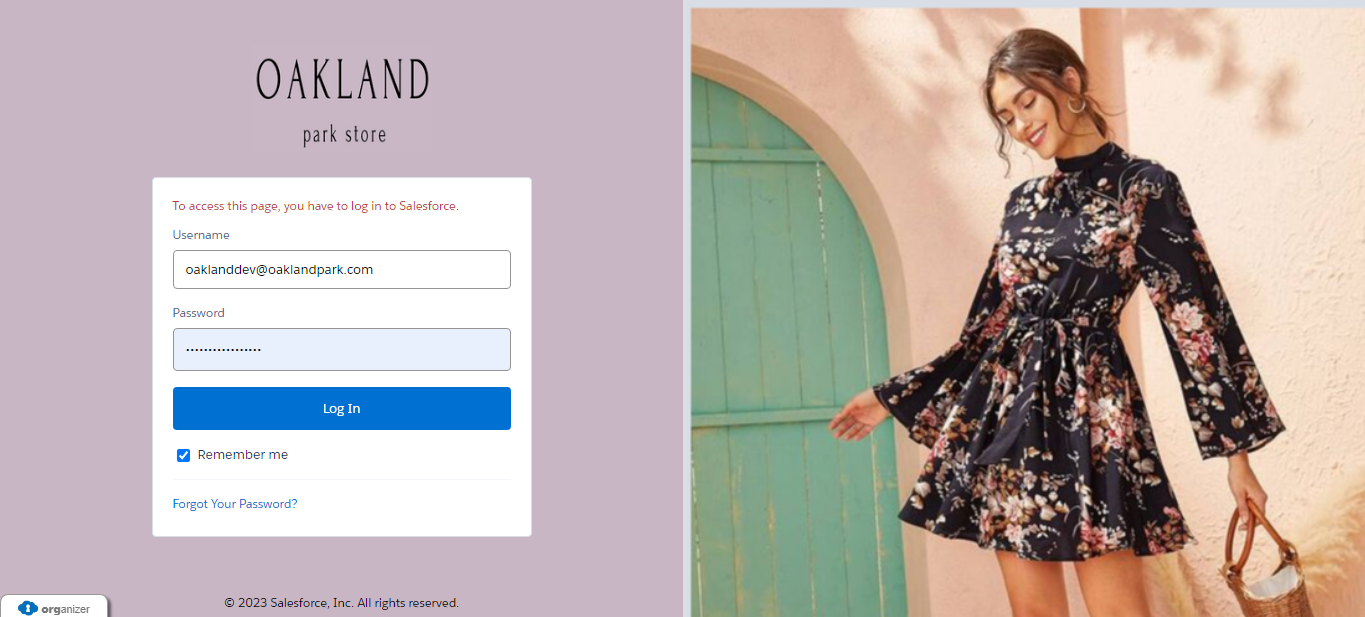 OAKLAND
park store
To access this page, you have to log in to Salesforce.
Username
oaklanddev@oaklandpark.com
Password
•••••••••••••••••
Log In
Remember me
Forgot Your Password?
© 2023 Salesforce, Inc. All rights reserved.
organizer